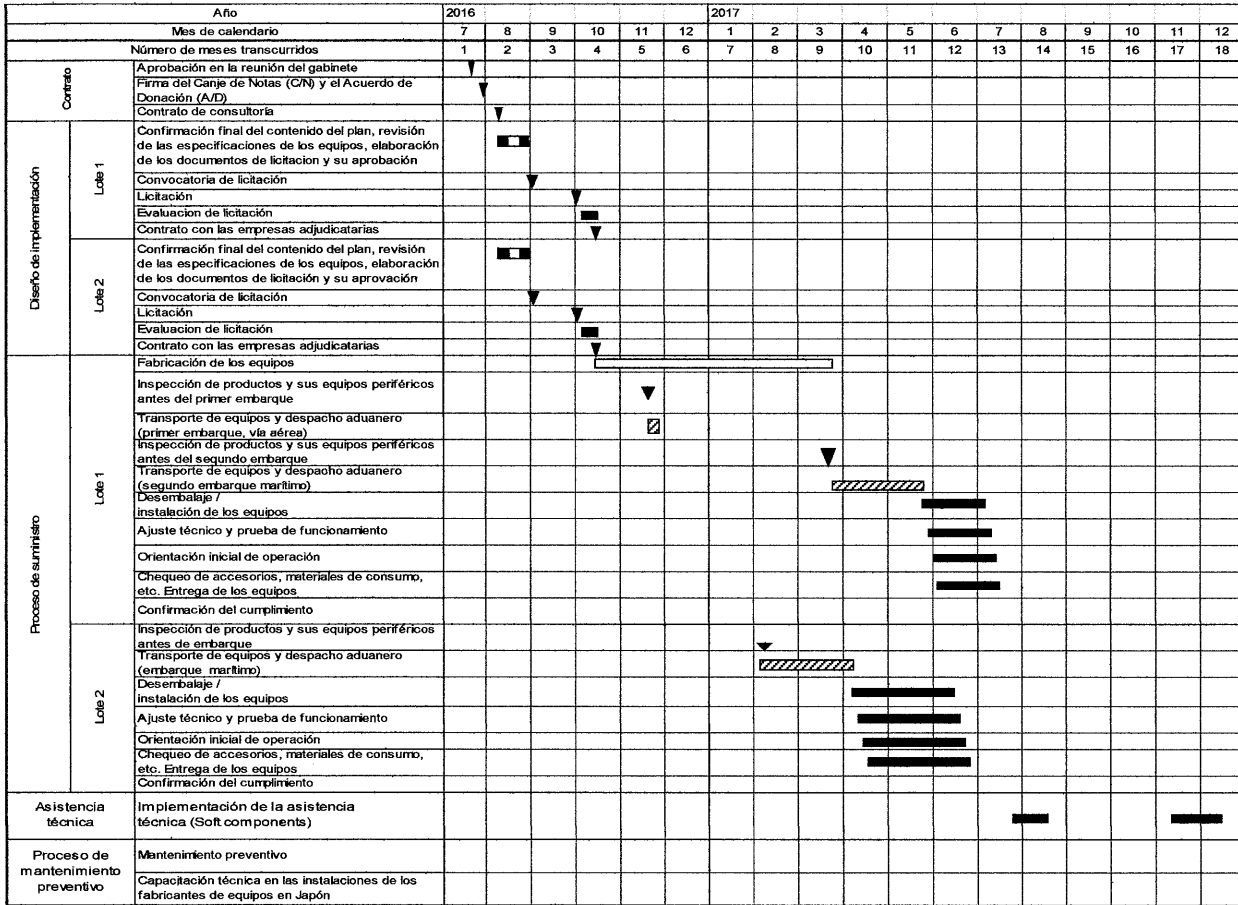 Año 2016 2017
Mes de calendario 7 8 9 10 11 12 1 2 3 4 5 6 7 8 9 10 11 12
Número de meses transcurridos 1 2 3 4 5 6 7 8 9 10 11 12 13 14 15 16 17 18
Contrato
Aprobación en la reunión del gabinete
Firma del Canje de Notas (C/N) y el Acuerdo de
Donación (A/D)
Contrato de consultoría
Diseño de implementación
Lote 1
Confirmación final del contenido del plan, revisión
de las especificaciones de los equipos, elaboración
de los documentos de licitacion y su aprobación
Convocatoria de licitación
Licitación
Evaluacion de licitación
Contrato con las empresas adjudicatarias
Lote 2
Confirmación final del contenido del plan, revisión
de las especificaciones de los equipos, elaboración
de los documentos de licitación y su aprovación
Convocatoria de licitación
Licitación
Evaluacion de licitación
Contrato con las empresas adjudicatarias
Proceso de suministro
Lote 1
Fabricación de los equipos
Inspección de productos y sus equipos periféricos
antes del primer embarque
Transporte de equipos y despacho aduanero
(primer embarque, vía aérea)
Inspección de productos y sus equipos periféricos
antes del segundo embarque
Transporte de equipos y despacho aduanero
(segundo embarque marítimo)
Desembalaje /
instalación de los equipos
Ajuste técnico y prueba de funcionamiento
Orientación inicial de operación
Chequeo de accesorios, materiales de consumo,
etc. Entrega de los equipos
Confirmación del cumplimiento
Lote 2
Inspección de productos y sus equipos periféricos
antes de embarque
Transporte de equipos y despacho aduanero
(embarque marítimo)
Desembalaje /
instalación de los equipos
Ajuste técnico y prueba de funcionamiento
Orientación inicial de operación
Chequeo de accesorios, materiales de consumo,
etc. Entrega de los equipos
Confirmación del cumplimiento
Asistencia
técnica
Implementación de la asistencia
técnica (Soft components)
Proceso de
mantenimiento
preventivo
Mantenimiento preventivo
Capacitación técnica en las instalaciones de los
fabricantes de equipos en Japón